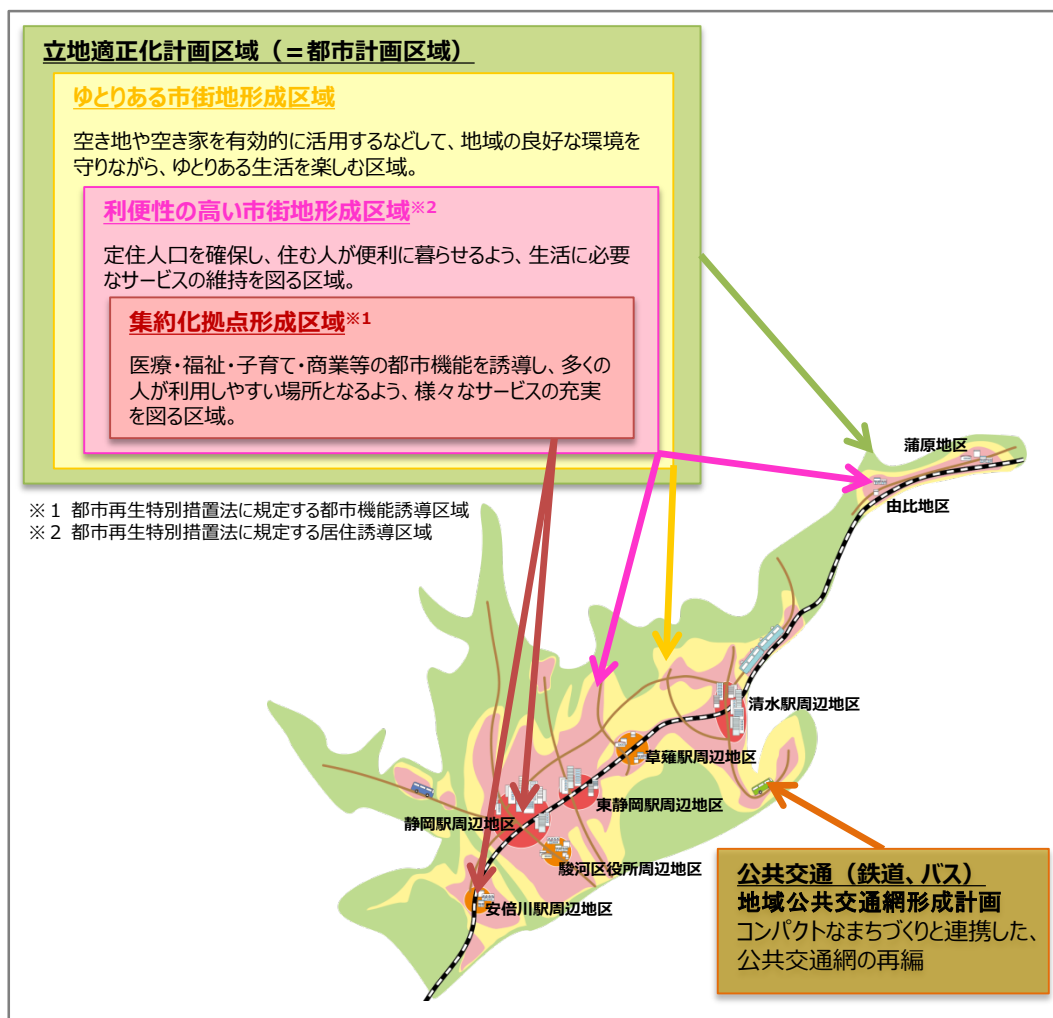 立地適正化計画区域（＝都市計画区域）
ゆとりある市街地形成区域
空き地や空き家を有効的に活用するなどして、地域の良好な環境を
守りながら、ゆとりある生活を楽しむ区域。
利便性の高い市街地形成区域※2
定住人口を確保し、住む人が便利に暮らせるよう、生活に必要
なサービスの維持を図る区域。
集約化拠点形成区域※1
医療・福祉・子育て・商業等の都市機能を誘導し、多くの
人が利用しやすい場所となるよう、様々なサービスの充実
を図る区域。
※１ 都市再生特別措置法に規定する都市機能誘導区域
※２ 都市再生特別措置法に規定する居住誘導区域
蒲原地区
由比地区
清水駅周辺地区
草薙駅周辺地区
東静岡駅周辺地区
静岡駅周辺地区
駿河区役所周辺地区
安倍川駅周辺地区
公共交通（鉄道、バス）
地域公共交通網形成計画
コンパクトなまちづくりと連携した、
公共交通網の再編